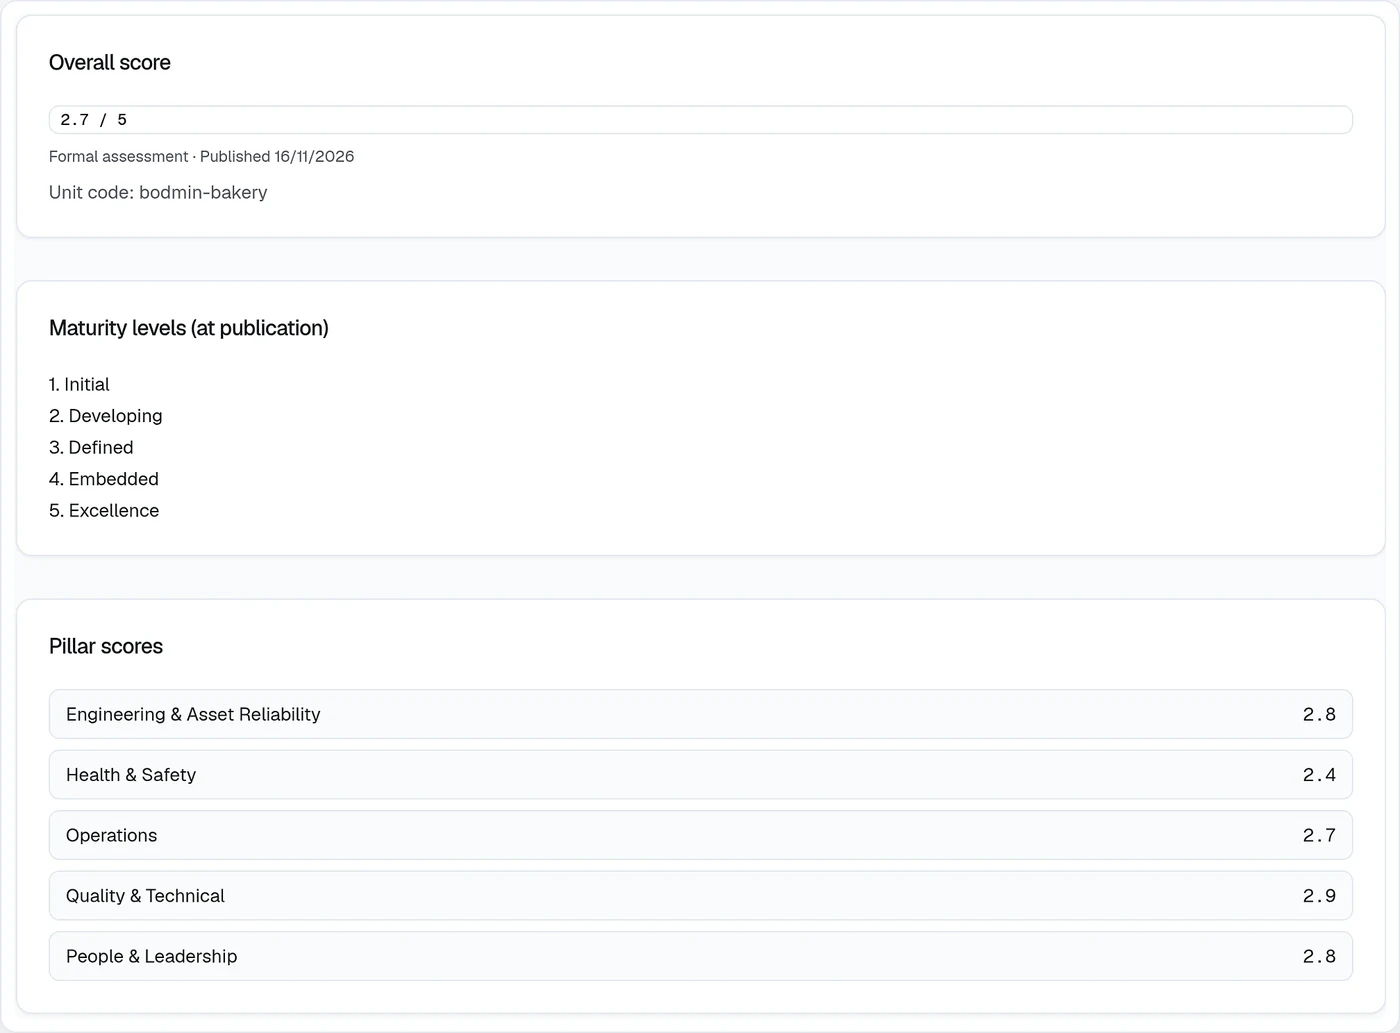 Overall score
2.7 / 5
Formal assessment · Published 16/11/2026
Unit code: bodmin-bakery
Maturity levels (at publication)
1. Initial
2. Developing
3. Defined
4. Embedded
5. Excellence
Pillar scores
Engineering & Asset Reliability 2.8
Health & Safety 2.4
Operations 2.7
Quality & Technical 2.9
People & Leadership 2.8